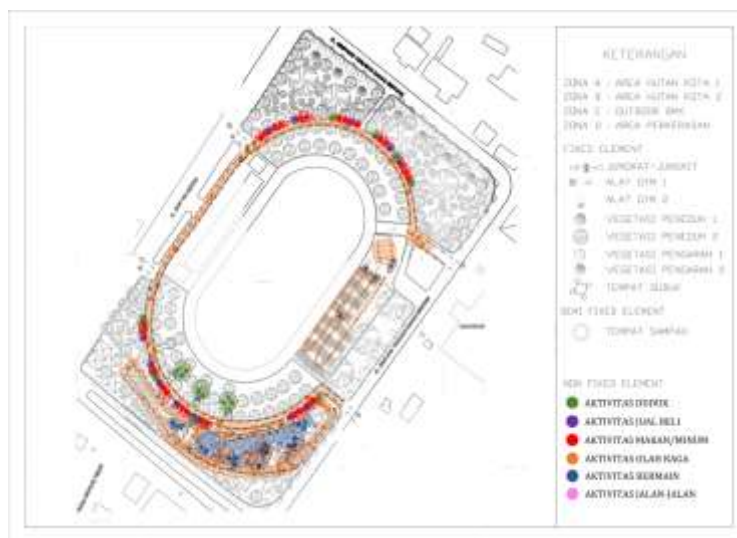 KETERANGAN
ZONA A : AREA HUTAN KOTA 1
ZONA B : AREA HUTAN KOTA 2
ZONA C : OUTDOOR GYM
ZONA D : AREA PERKERASAN
FIXED ELEMENT
JUNGKAT-JUNGKIT
ALAT GYM 1
ALAT GYM 2
VEGETASI PENEDUH 1
VEGETASI PENEDUH 2
VEGETASI PENGARAH 1
VEGETASI PENGARAH 2
TEMPAT DUDUK
SEMI FIXED ELEMENT
TEMPAT SAMPAH
NON FIXED ELEMENT
AKTIVITAS DUDUK
AKTIVITAS JUAL BELI
AKTIVITAS MAKAN/MINUM
AKTIVITAS OLAH RAGA
AKTIVITAS BERMAIN
AKTIVITAS JALAN-JALAN